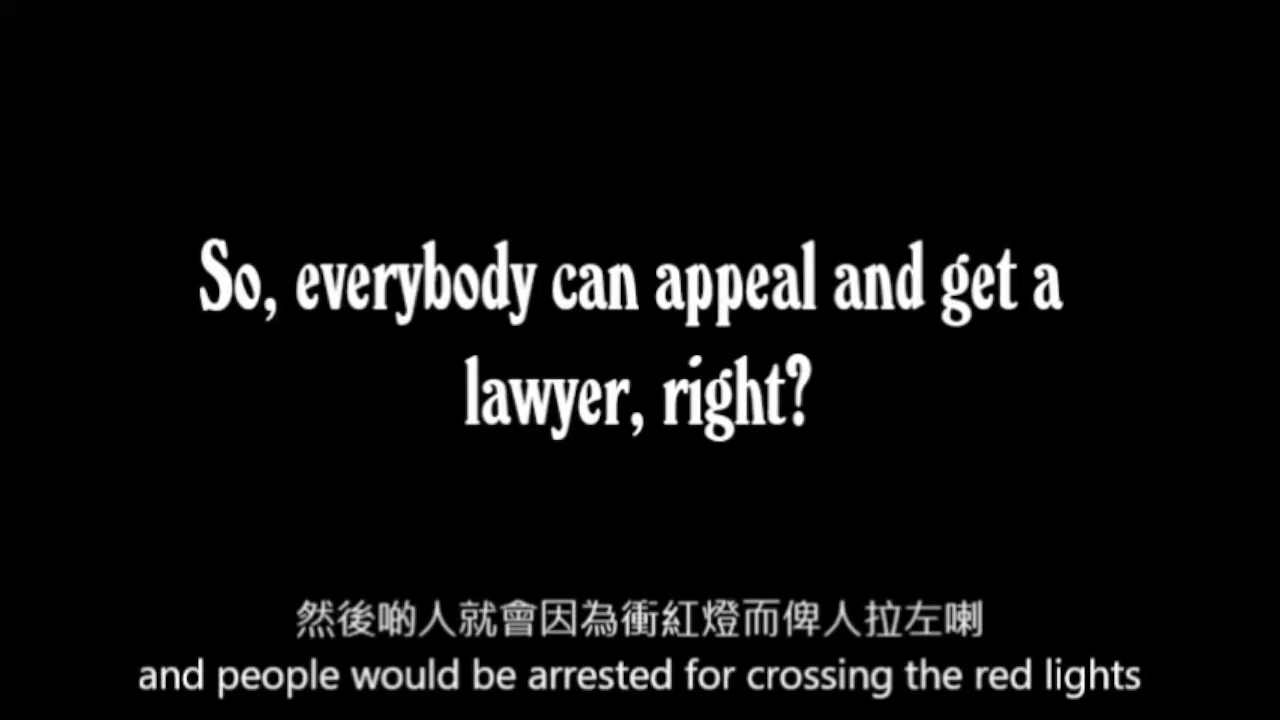 So, everybody can appeal and get a
lawyer, right?
然後啲人就會因為衝紅燈而俾人拉左喇
and people would be arrested for crossing the red lights